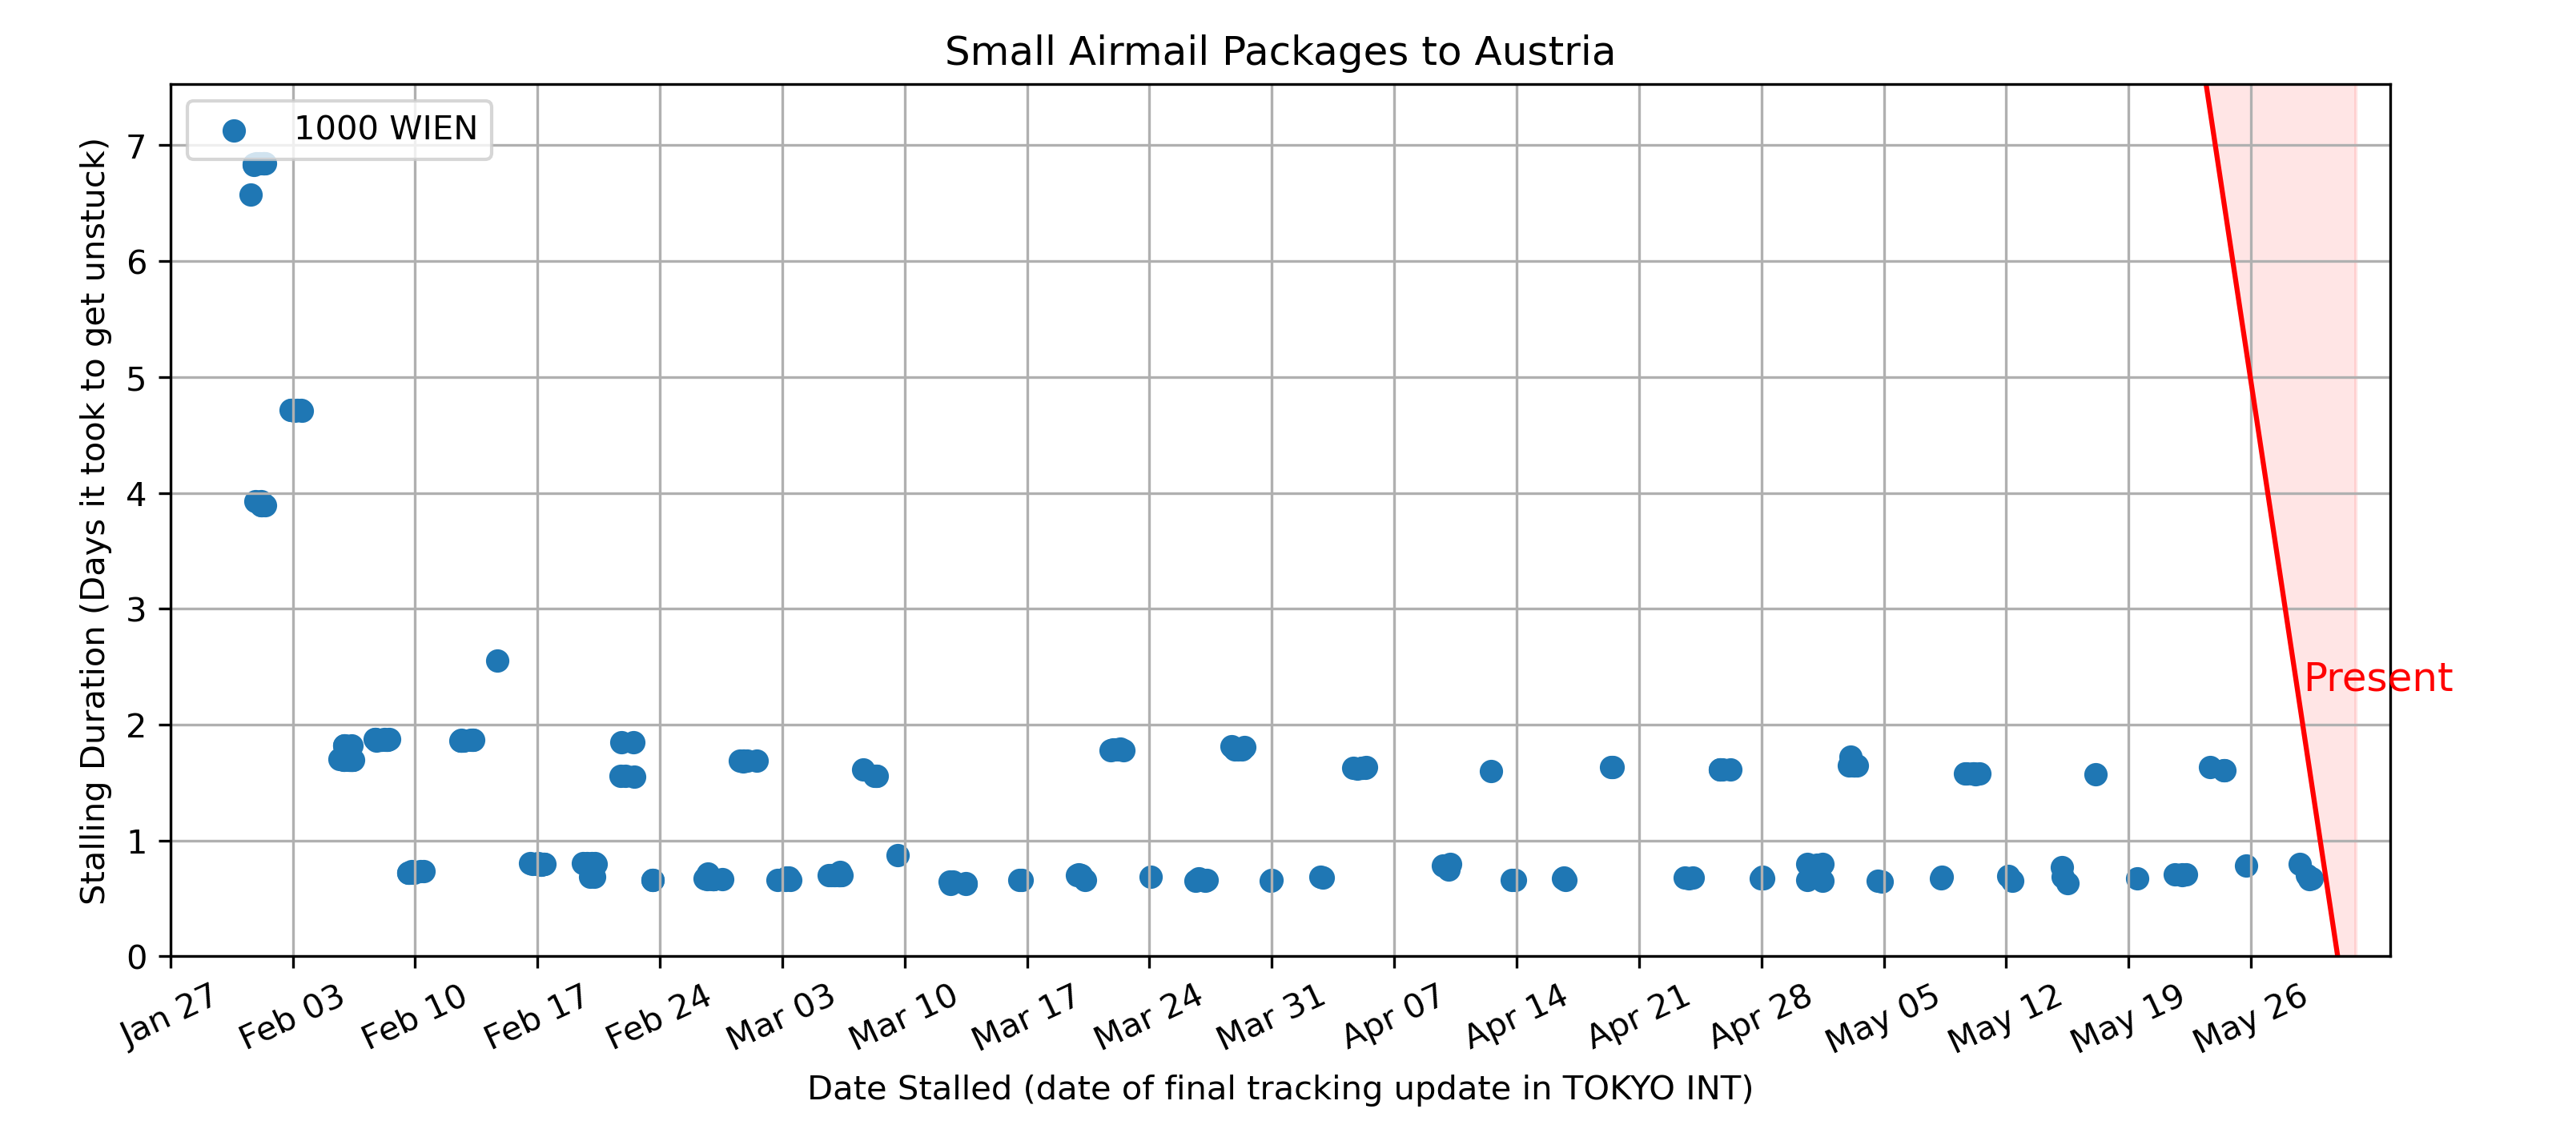 Small Airmail Packages to Austria
1000 WIEN
Stalling Duration (Days it took to get unstuck)
7
6
5
4
3
2
1
0
Present
Jan 27
Feb 03
Feb 10
Feb 17
Feb 24
Mar 03
Mar 10
Mar 17
Mar 24
Mar 31
Apr 07
Apr 14
Apr 21
Apr 28
May 05
May 12
May 19
May 26
Date Stalled (date of final tracking update in TOKYO INT)